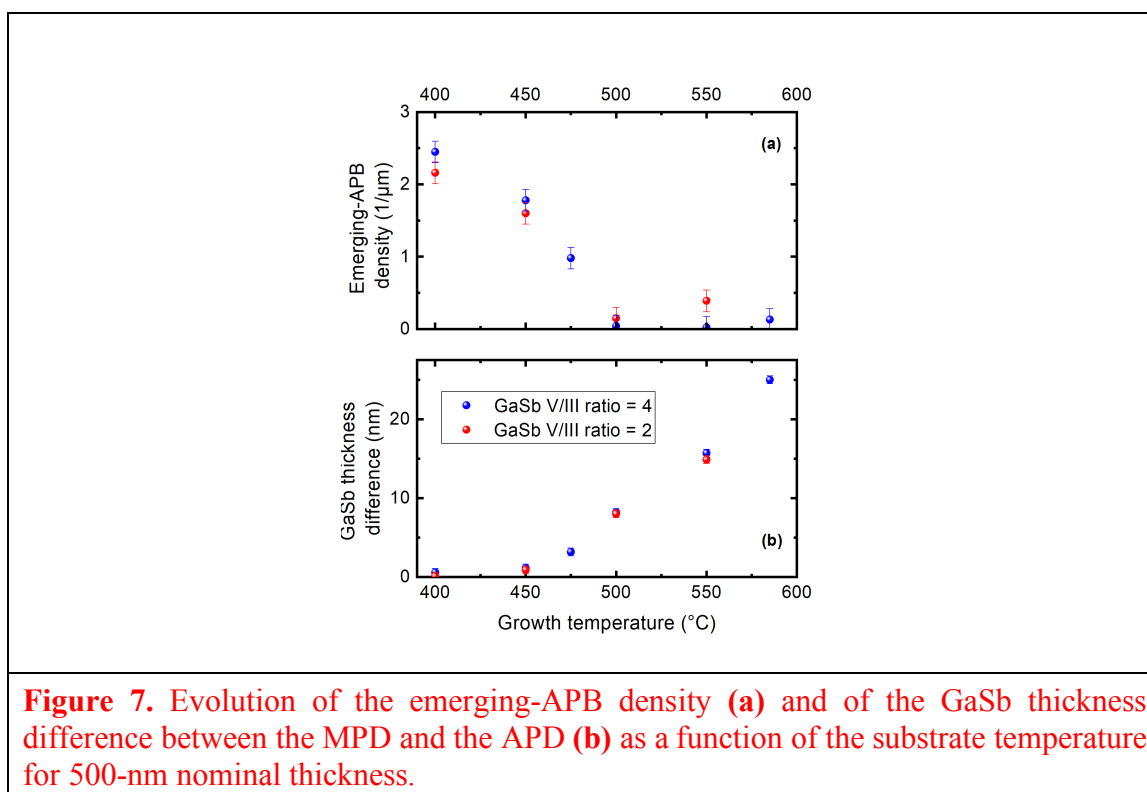 400 450 500 550 600
3
2
1
0
(a)
Emerging-APB
density (1/µm)
GaSb V/III ratio = 4
GaSb V/III ratio = 2
20
10
0
(b)
GaSb thickness
difference (nm)
400 450 500 550 600
Growth temperature (°C)
Figure 7. Evolution of the emerging-APB density (a) and of the GaSb thickness
difference between the MPD and the APD (b) as a function of the substrate temperature
for 500-nm nominal thickness.